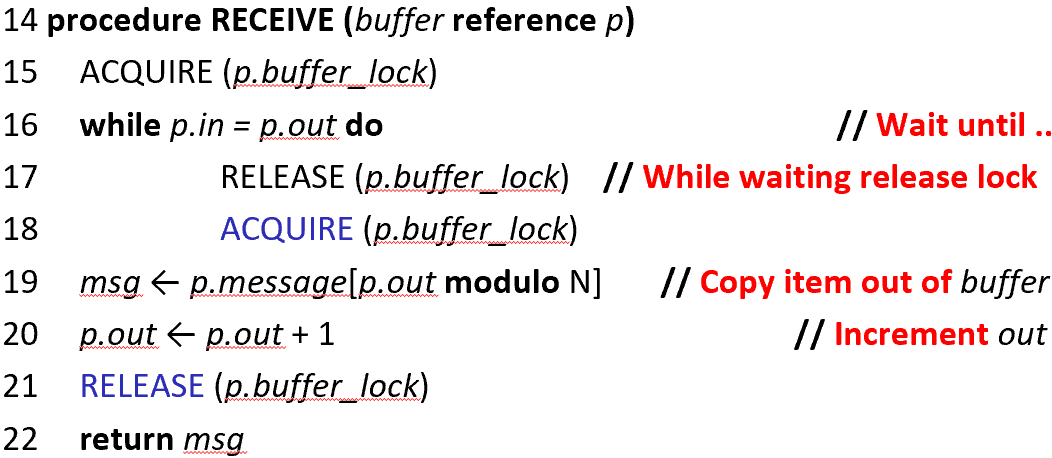 14 procedure RECEIVE (buffer reference p)
15 ACQUIRE (p.buffer_lock)
16 while p.in = p.out do // Wait until ..
17 RELEASE (p.buffer_lock) // While waiting release lock
18 ACQUIRE (p.buffer_lock)
19 msg ← p.message[p.out modulo N] // Copy item out of buffer
20 p.out ← p.out + 1 // Increment out
21 RELEASE (p.buffer_lock)
22 return msg